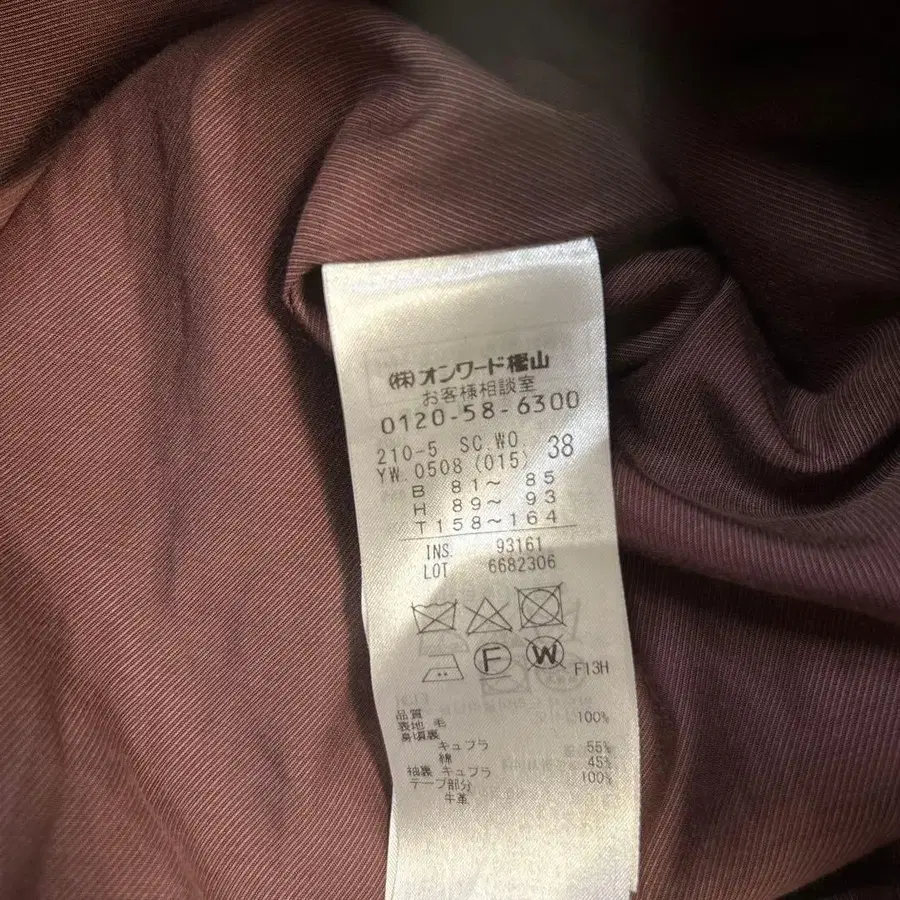 ㈱オンワード樫山
お客様相談室
0120-58-6300
210-5 SC.WO. 38
YW 0508 (015)
B 81～ 85
H 89～ 93
T158～164
INS. 93161
LOT 6682306
F W F13H
品質
表地 毛 100%
身頃裏
キュプラ 55%
綿 45%
袖裏 キュプラ 100%
テープ部分
牛革